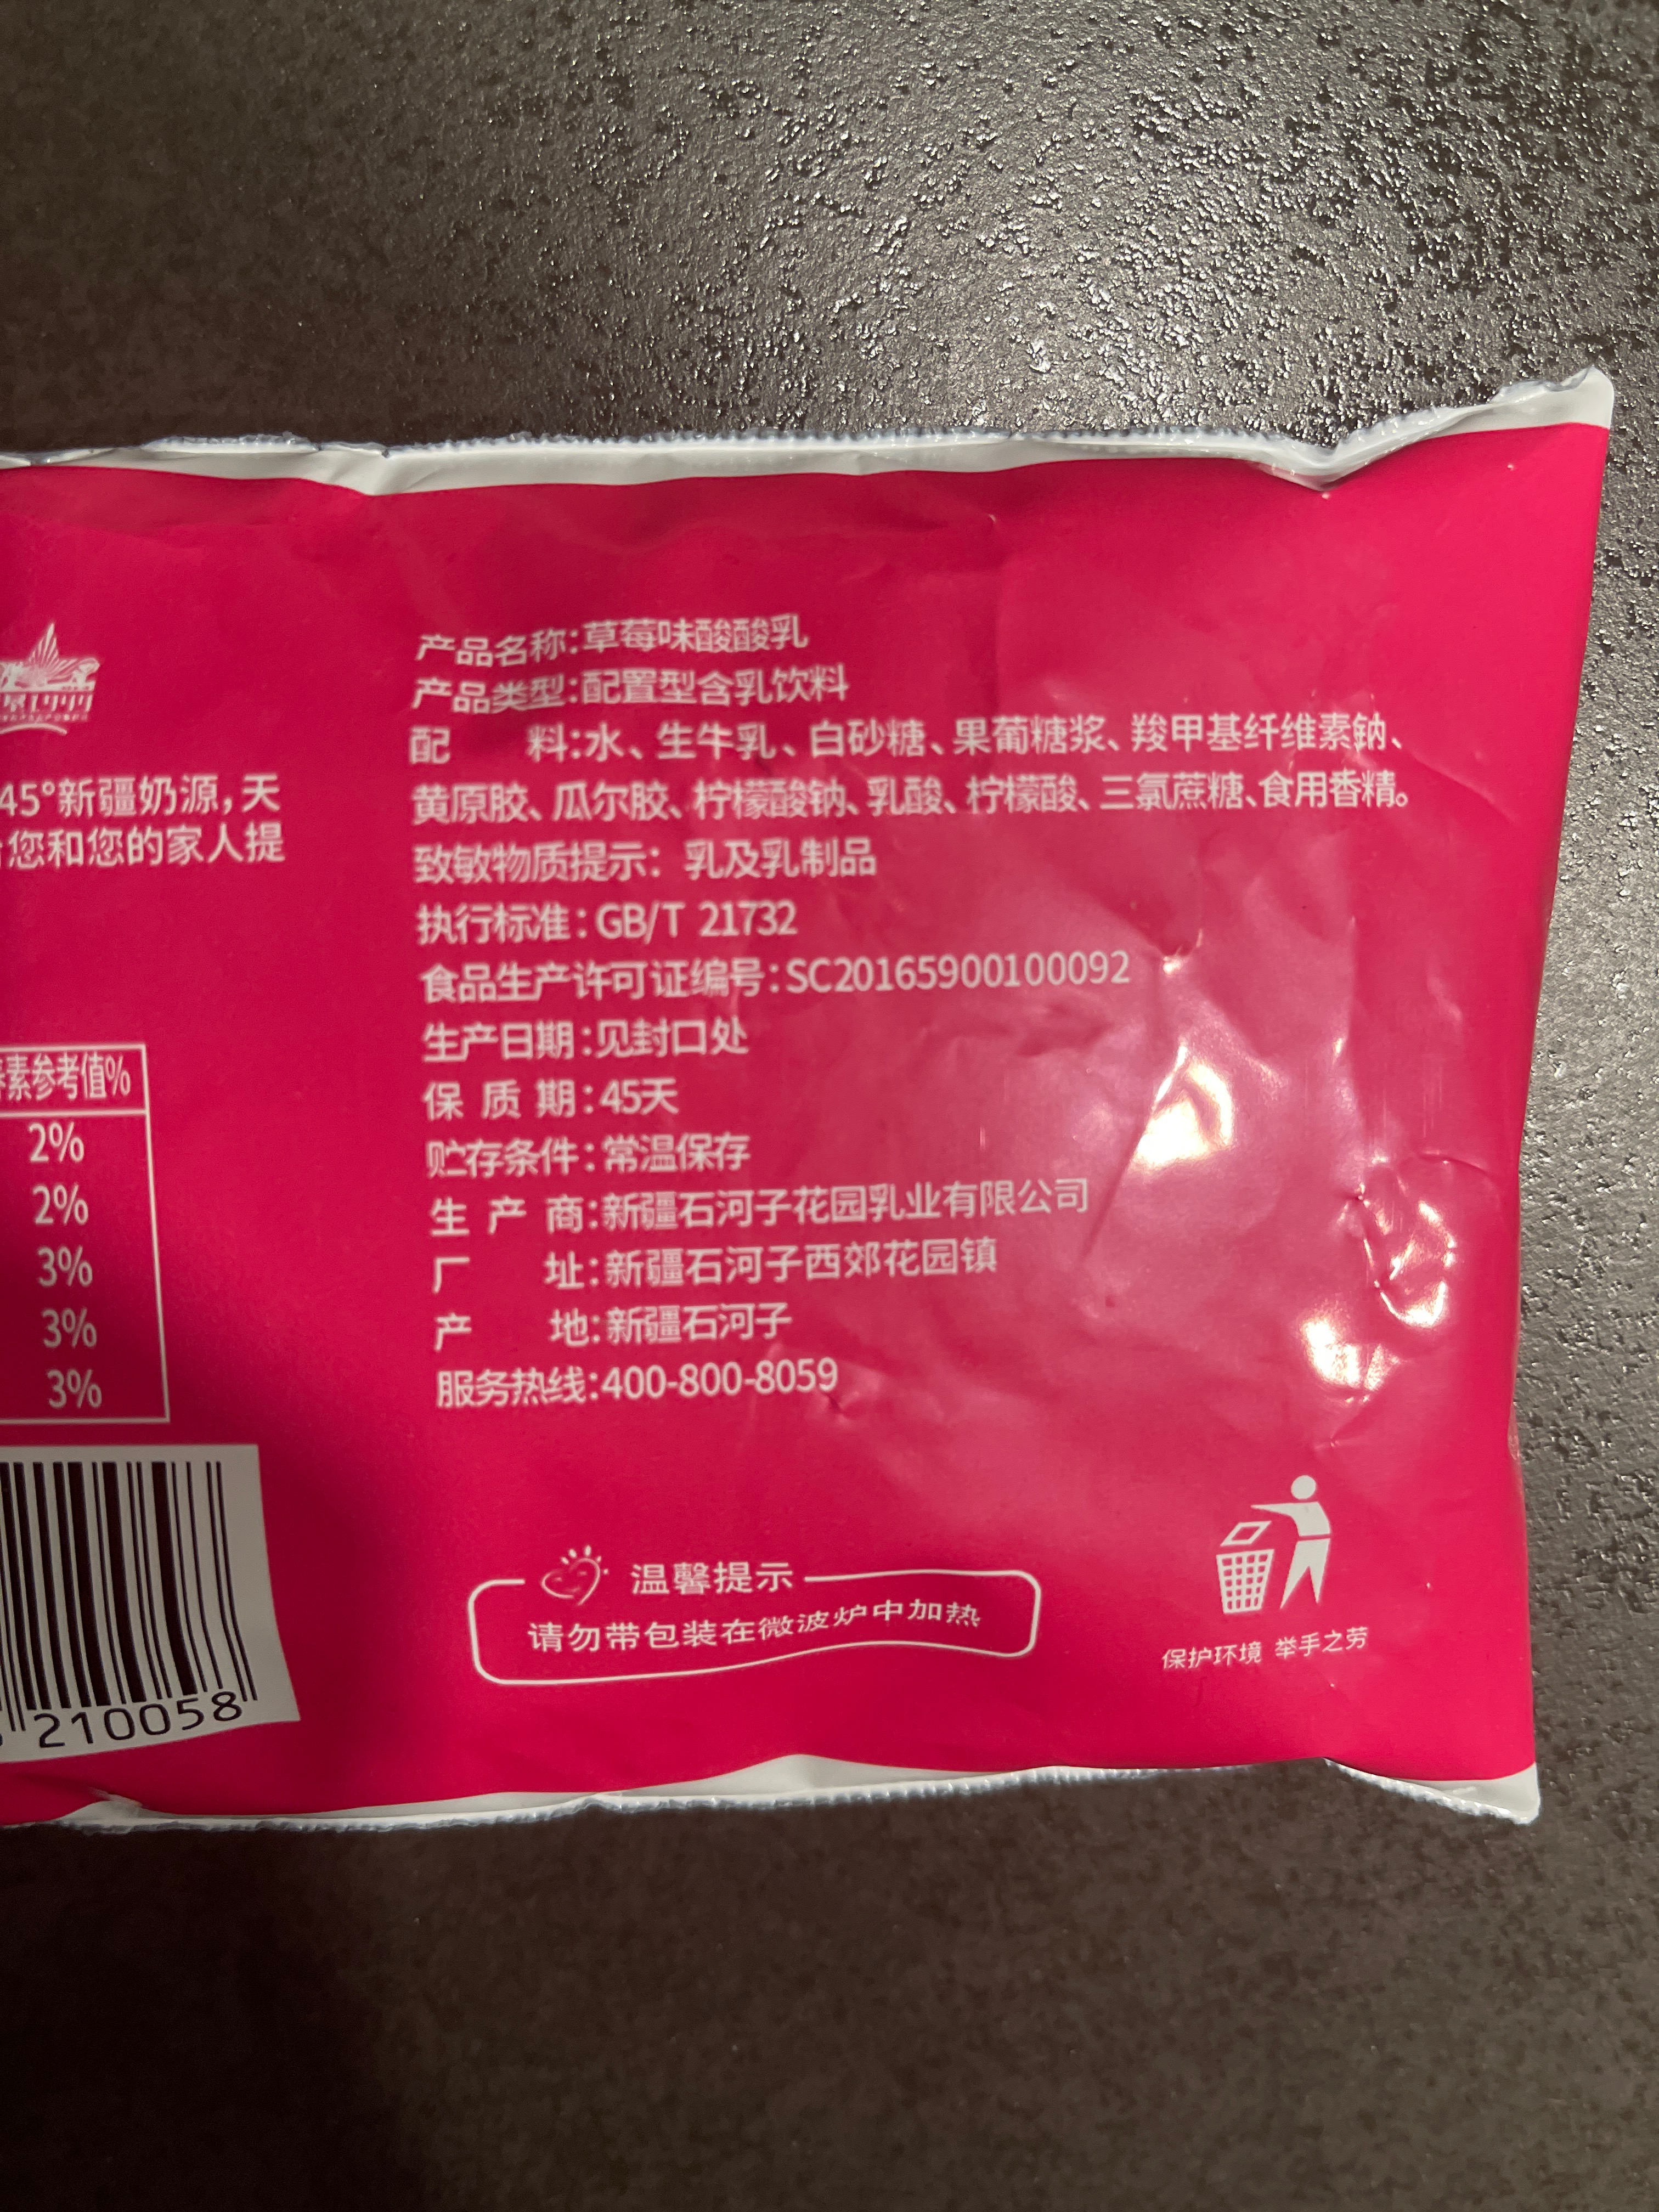 产品名称:草莓味酸酸乳
产品类型:配置型含乳饮料
配 料:水、生牛乳、白砂糖、果葡糖浆、羧甲基纤维素鈉、
黄原胶、瓜尔胶、柠檬酸钠、乳酸、柠檬酸、三氯蔗糖、食用香精。
致敏物质提示: 乳及乳制品
执行标准:GB/T 21732
食品生产许可证编号:SC20165900100092
生产日期:见封口处
保 质 期:45天
贮存条件:常温保存
生 产 商:新疆石河子花园乳业有限公司
厂 址:新疆石河子西郊花园镇
产 地:新疆石河子
服务热线:400-800-8059
45°新疆奶源,天
您和您的家人提
素参考值%
2%
2%
3%
3%
3%
210058
温馨提示
请勿带包装在微波炉中加热
保护环境 举手之劳